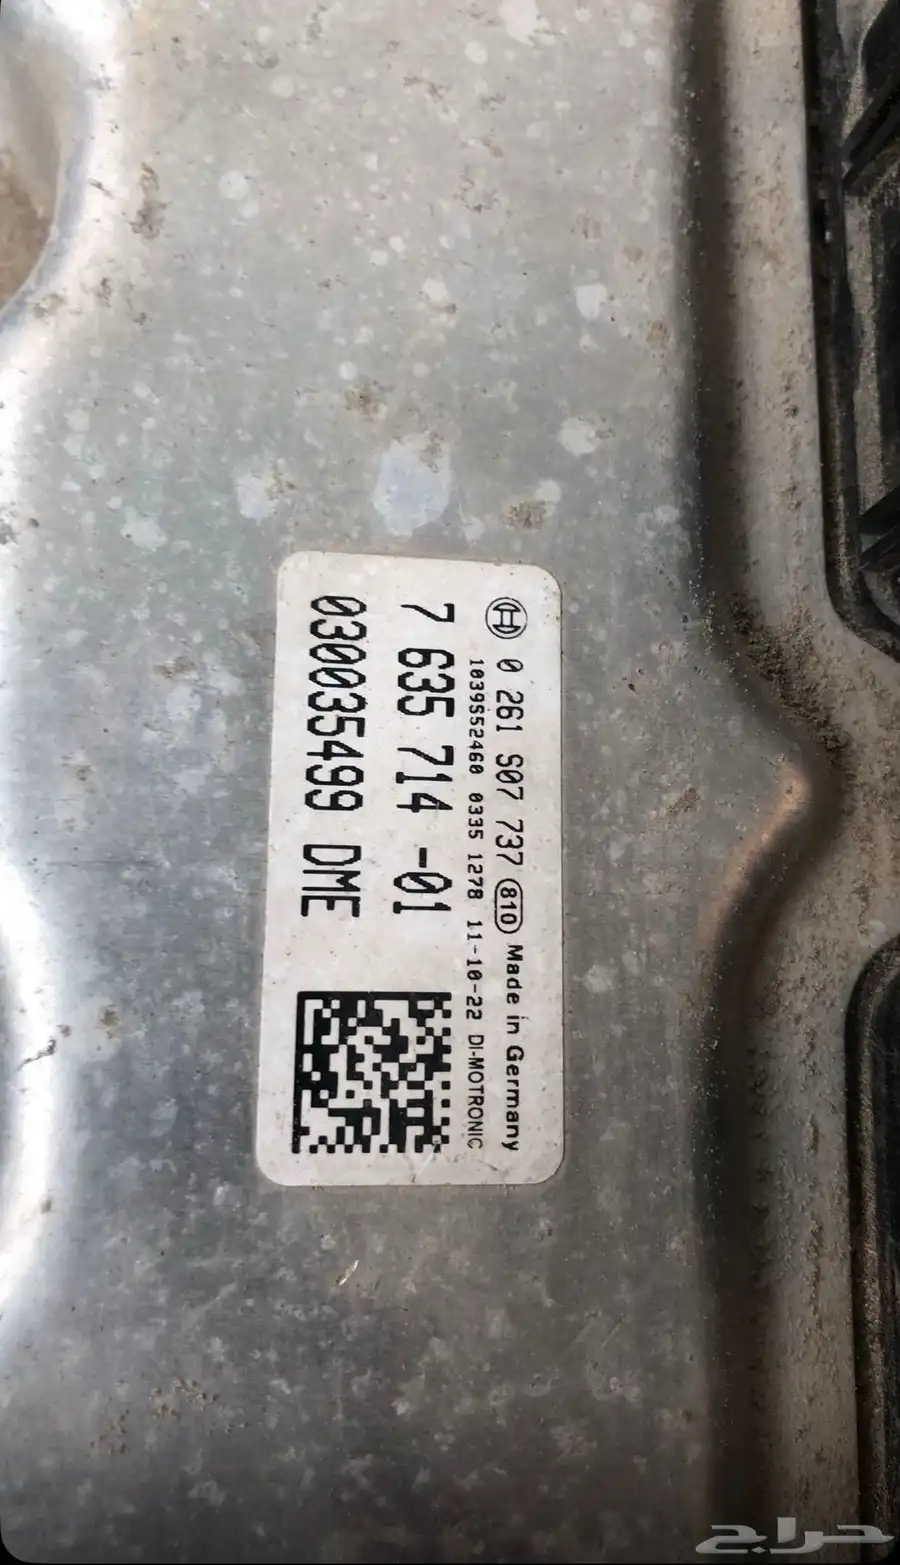 0 261 S07 737 810 Made in Germany
1039S52460 0335 1278 11-10-22 DI-MOTRONIC
7 635 714 -01
030035499 DME
حراج